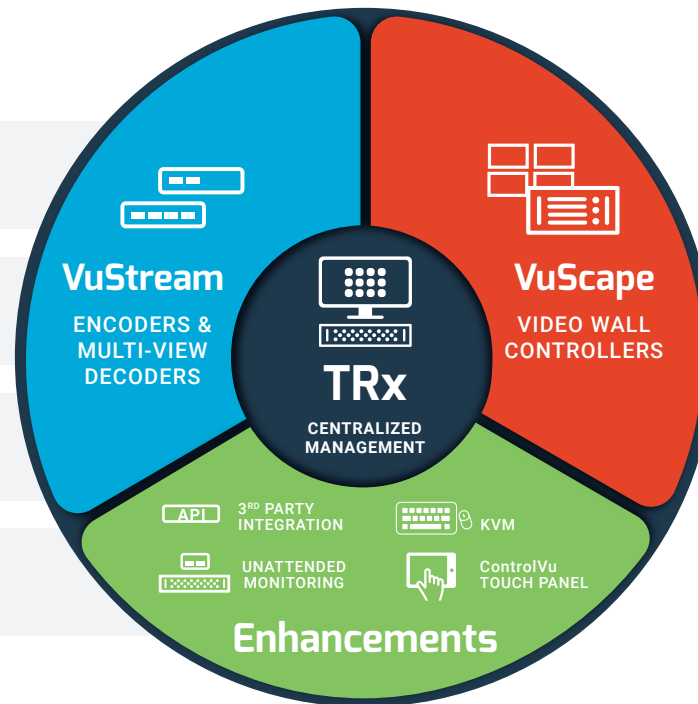 VuStream
ENCODERS &
MULTI-VIEW
DECODERS
VuScape
VIDEO WALL
CONTROLLERS
TRx
CENTRALIZED
MANAGEMENT
API
3RD PARTY
INTEGRATION
KVM
UNATTENDED
MONITORING
ControlVu
TOUCH PANEL
Enhancements